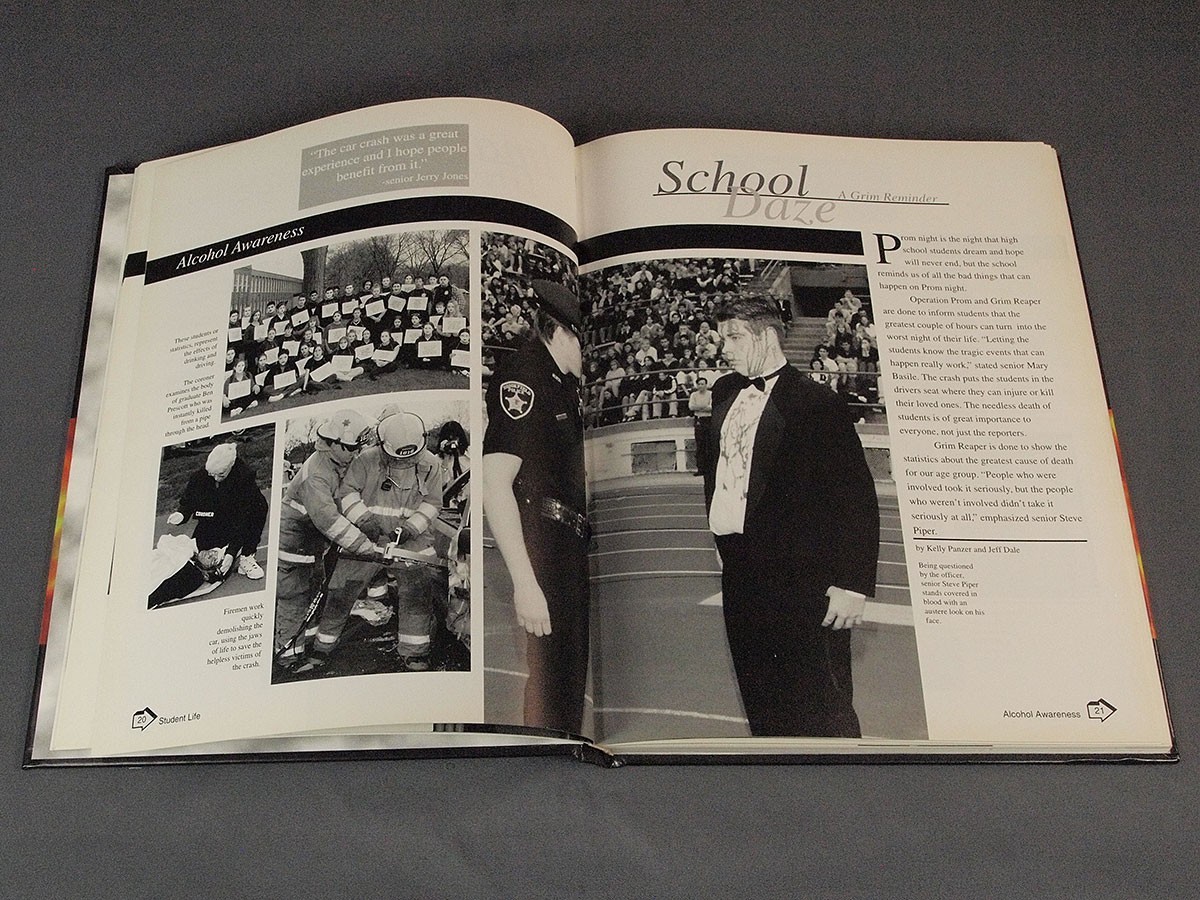 "The car crash was a great
experience and I hope people
benefit from it."
-senior Jerry Jones
Alcohol Awareness
These students or
statistics, represent
the effects of
drinking and
driving.
The coroner
examines the body
of graduate Ben
Prescott who was
instantly killed
from a pipe
through the head.
CORONER
Firemen work
quickly
demolishing the
car, using the jaws
of life to save the
helpless victims of
the crash.
20 Student Life
School
Daze
A Grim Reminder
Prom night is the night that high
school students dream and hope
will never end, but the school
reminds us of all the bad things that can
happen on Prom night.
Operation Prom and Grim Reaper
are done to inform students that the
greatest couple of hours can turn into the
worst night of their life. "Letting the
students know the tragic events that can
happen really work," stated senior Mary
Basile. The crash puts the students in the
drivers seat where they can injure or kill
their loved ones. The needless death of
students is of great importance to
everyone, not just the reporters.
Grim Reaper is done to show the
statistics about the greatest cause of death
for our age group. "People who were
involved took it seriously, but the people
who weren't involved didn't take it
seriously at all," emphasized senior Steve
Piper.
by Kelly Panzer and Jeff Dale
Being questioned
by the officer,
senior Steve Piper
stands covered in
blood with an
austere look on his
face.
Alcohol Awareness 21